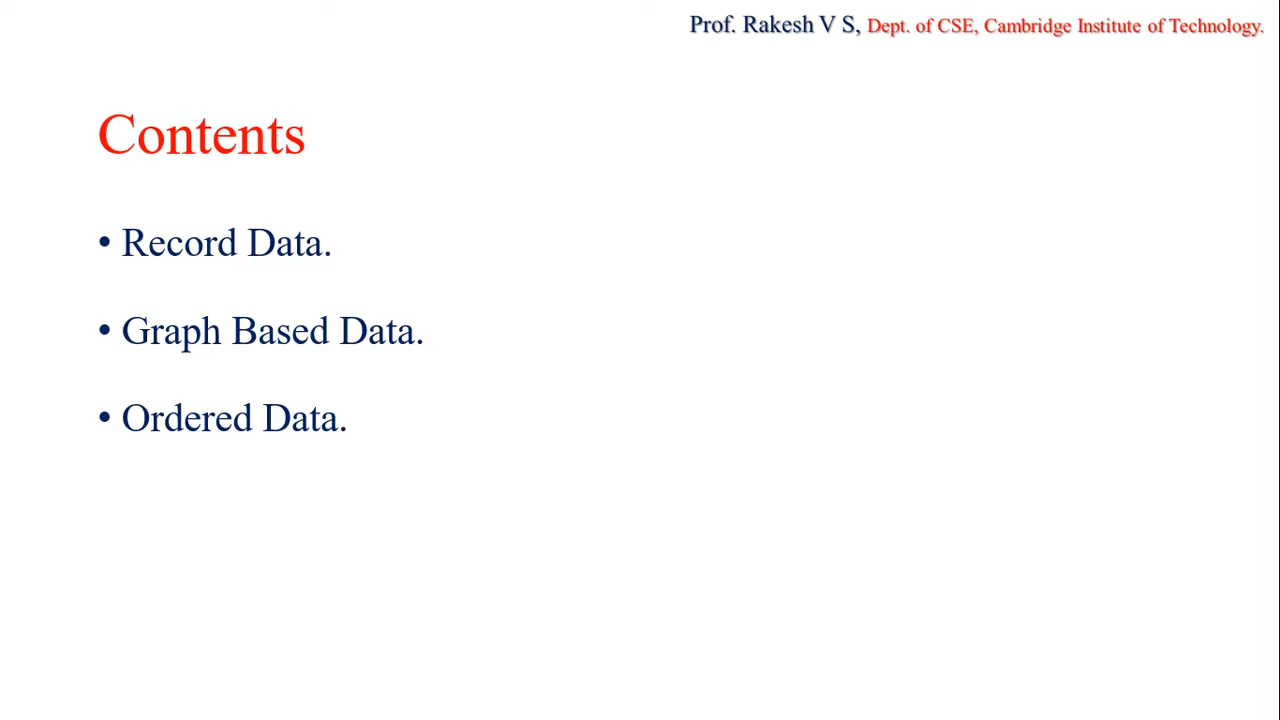 Prof. Rakesh V S, Dept. of CSE, Cambridge Institute of Technology.
Contents
• Record Data.
• Graph Based Data.
• Ordered Data.